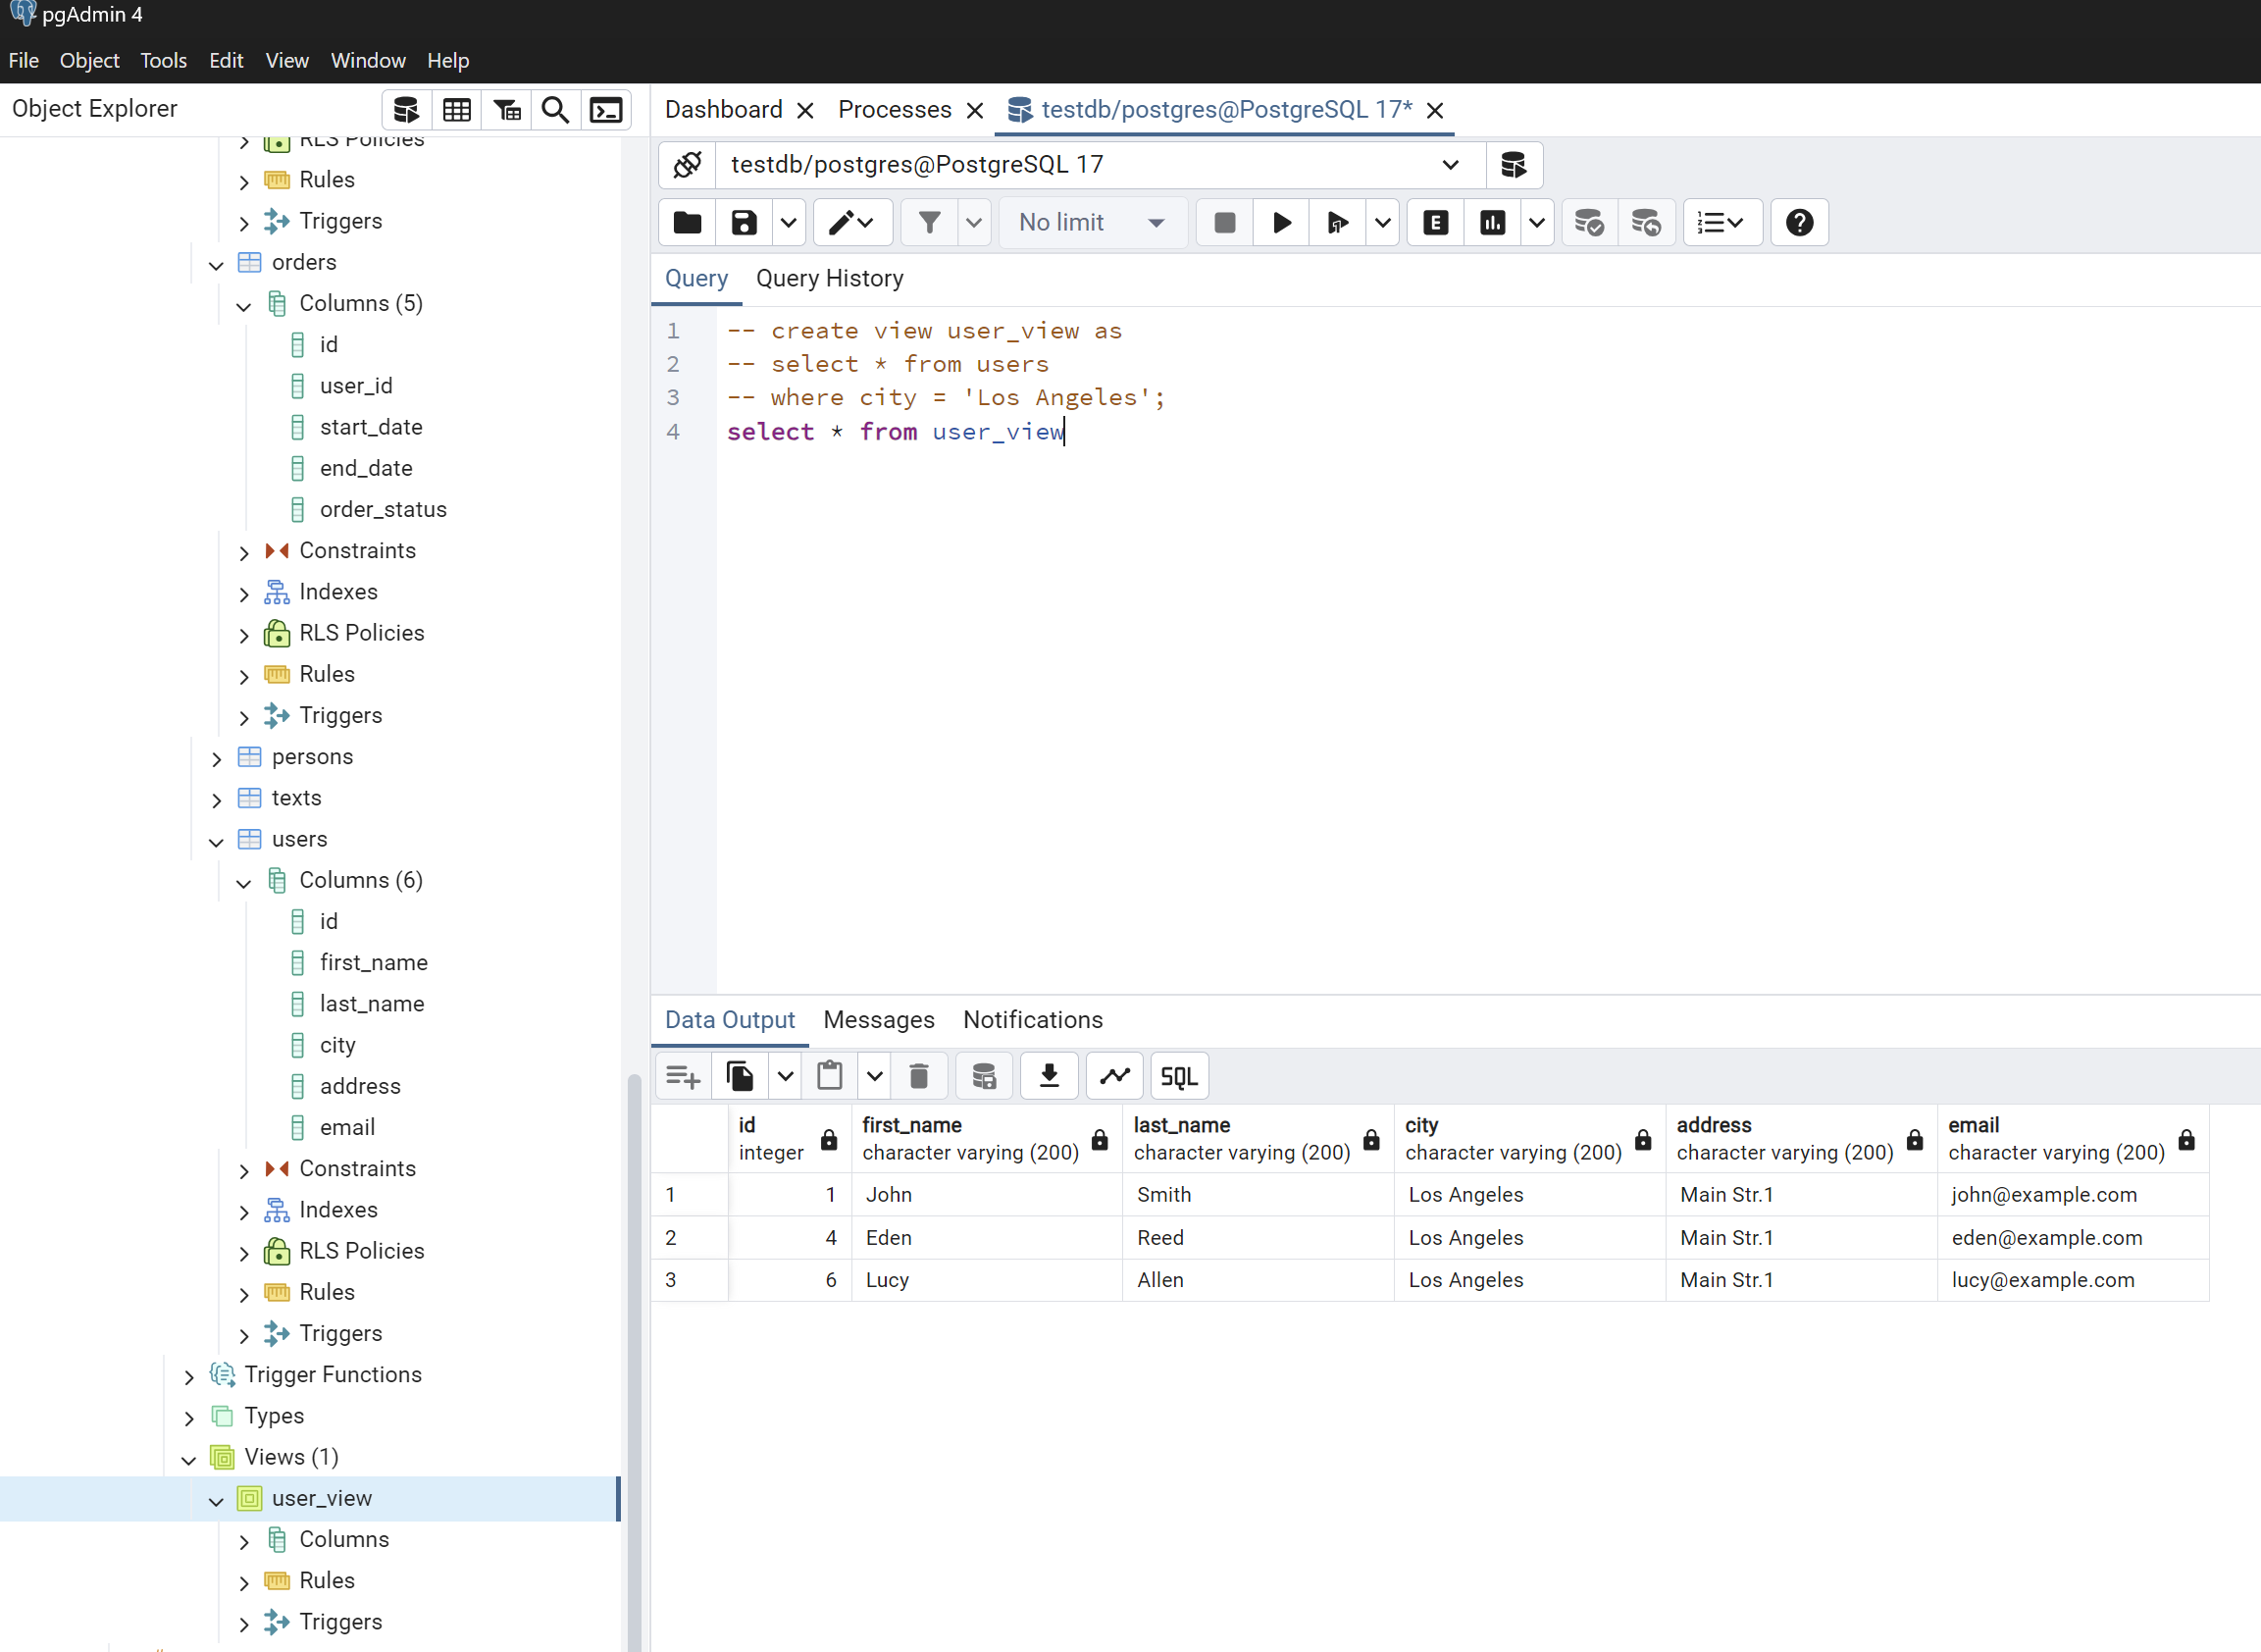 pgAdmin 4
File Object Tools Edit View Window Help
Object Explorer
RLS Policies
Rules
Triggers
orders
Columns (5)
id
user_id
start_date
end_date
order_status
Constraints
Indexes
RLS Policies
Rules
Triggers
persons
texts
users
Columns (6)
id
first_name
last_name
city
address
email
Constraints
Indexes
RLS Policies
Rules
Triggers
Trigger Functions
Types
Views (1)
user_view
Columns
Rules
Triggers
Dashboard Processes testdb/postgres@PostgreSQL 17*
testdb/postgres@PostgreSQL 17
No limit E
Query Query History
1 -- create view user_view as
2 -- select * from users
3 -- where city = 'Los Angeles';
4 select * from user_view
Data Output Messages Notifications
SQL
id first_name last_name city address email
integer character varying (200) character varying (200) character varying (200) character varying (200) character varying (200)
1 1 John Smith Los Angeles Main Str.1 john@example.com
2 4 Eden Reed Los Angeles Main Str.1 eden@example.com
3 6 Lucy Allen Los Angeles Main Str.1 lucy@example.com